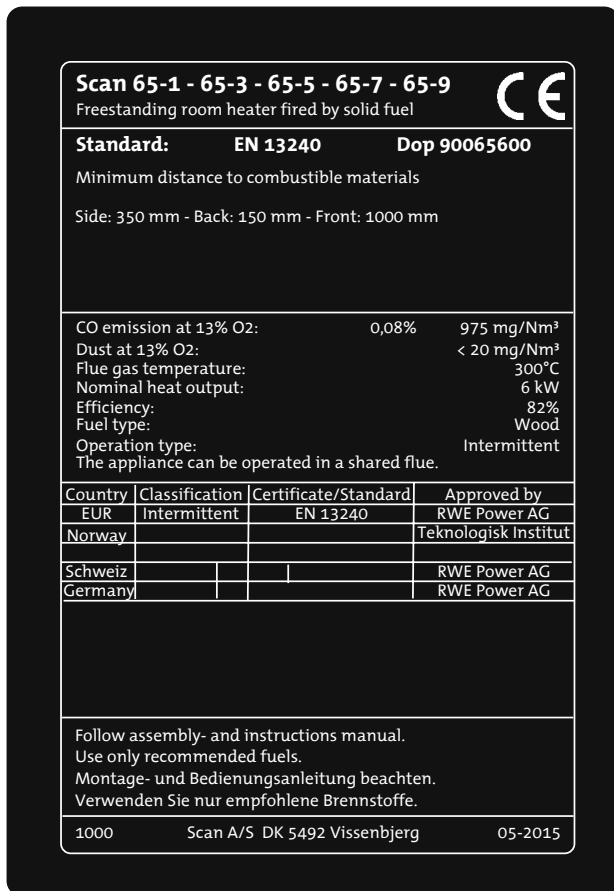 Scan 65-1 - 65-3 - 65-5 - 65-7 - 65-9
Freestanding room heater fired by solid fuel
CE
Standard: EN 13240 Dop 90065600
Minimum distance to combustible materials
Side: 350 mm - Back: 150 mm - Front: 1000 mm
CO emission at 13% O2: 0,08% 975 mg/Nm³
Dust at 13% O2: < 20 mg/Nm³
Flue gas temperature: 300°C
Nominal heat output: 6 kW
Efficiency: 82%
Fuel type: Wood
Operation type: Intermittent
The appliance can be operated in a shared flue.
Country Classification Certificate/Standard Approved by
EUR Intermittent EN 13240 RWE Power AG
Norway Teknologisk Institut
Schweiz RWE Power AG
Germany RWE Power AG
Follow assembly- and instructions manual.
Use only recommended fuels.
Montage- und Bedienungsanleitung beachten.
Verwenden Sie nur empfohlene Brennstoffe.
1000 Scan A/S DK 5492 Vissenbjerg 05-2015